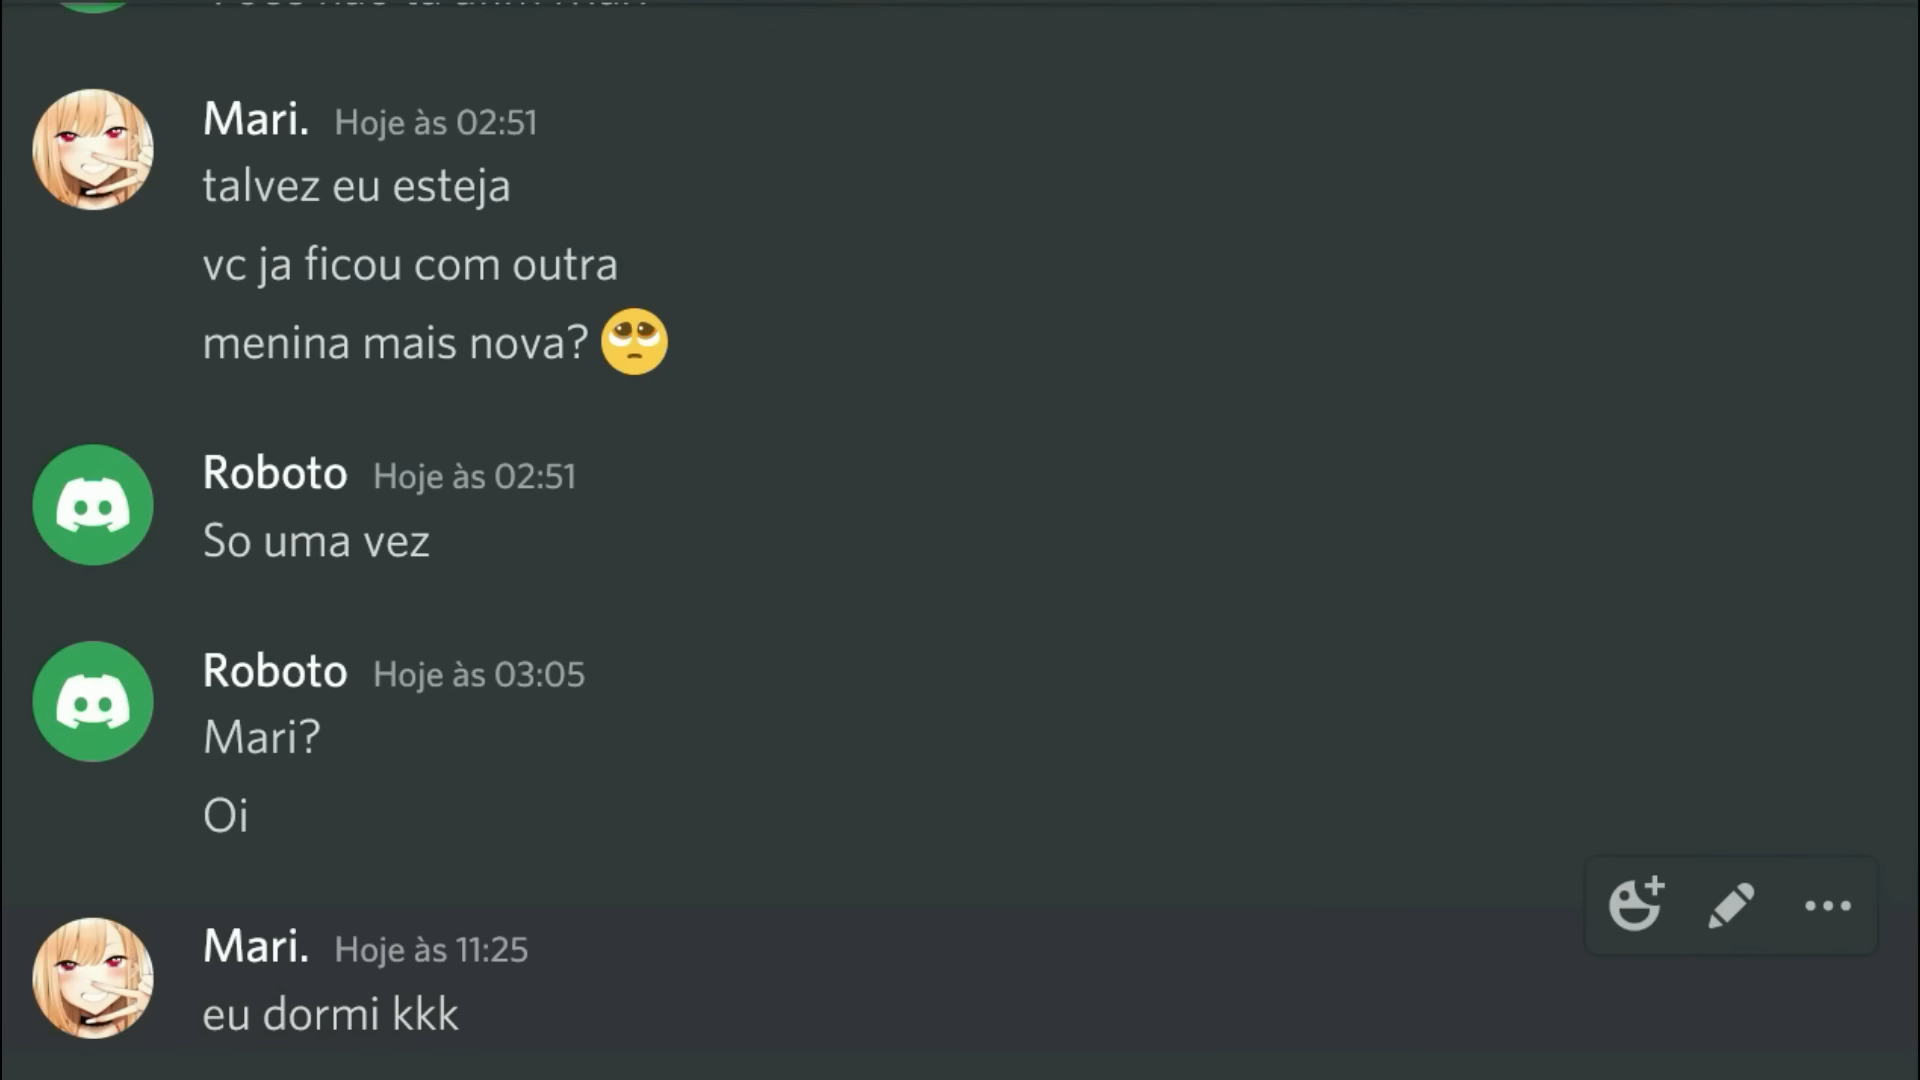 Mari. Hoje às 02:51
talvez eu esteja
vc ja ficou com outra
menina mais nova? 🥺
Roboto Hoje às 02:51
So uma vez
Roboto Hoje às 03:05
Mari?
Oi
Mari. Hoje às 11:25
eu dormi kkk